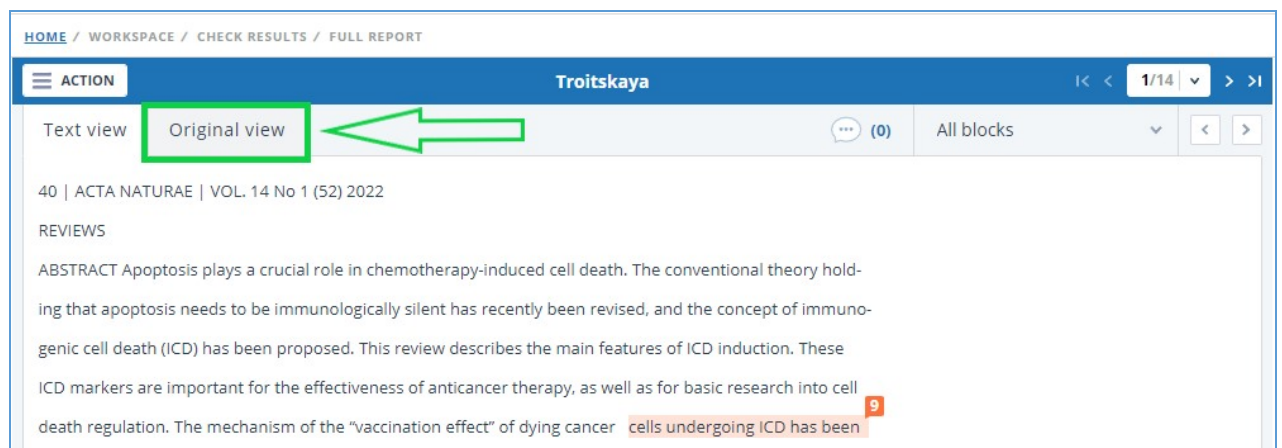 HOME / WORKSPACE / CHECK RESULTS / FULL REPORT
ACTION Troitskaya 1/14
Text view Original view (0) All blocks
40 | ACTA NATURAE | VOL. 14 No 1 (52) 2022
REVIEWS
ABSTRACT Apoptosis plays a crucial role in chemotherapy-induced cell death. The conventional theory hold-
ing that apoptosis needs to be immunologically silent has recently been revised, and the concept of immuno-
genic cell death (ICD) has been proposed. This review describes the main features of ICD induction. These
ICD markers are important for the effectiveness of anticancer therapy, as well as for basic research into cell
9
death regulation. The mechanism of the “vaccination effect” of dying cancer cells undergoing ICD has been